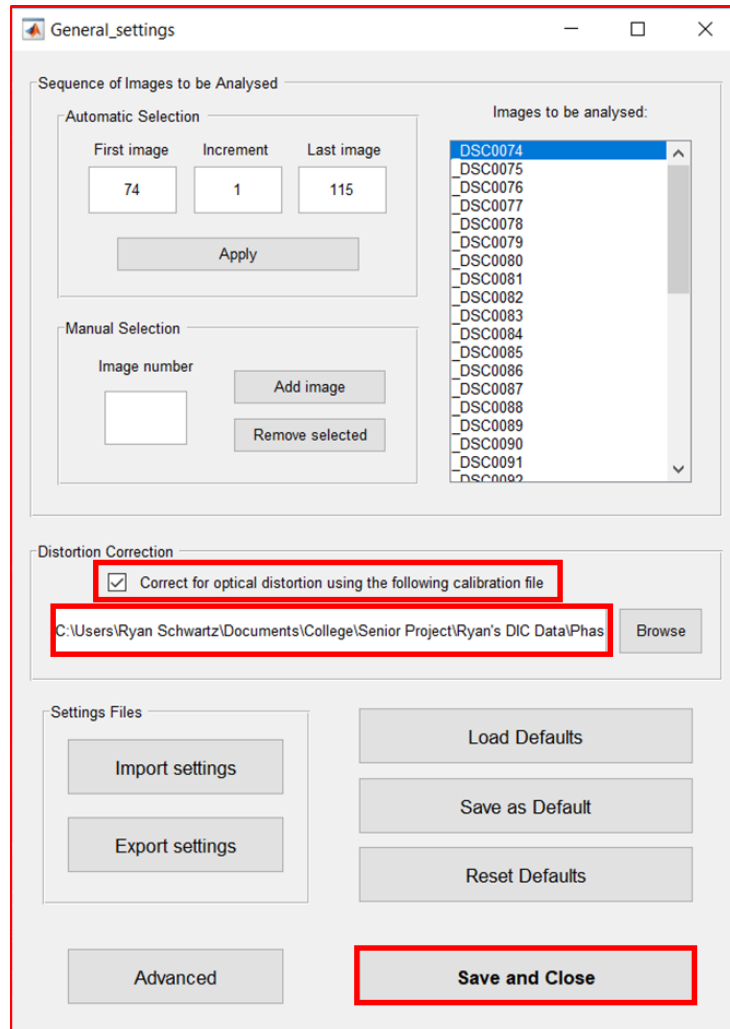 General_settings
Sequence of Images to be Analysed
Automatic Selection
First image Increment Last image
74 1 115
Apply
Manual Selection
Image number
Add image
Remove selected
Images to be analysed:
_DSC0074
_DSC0075
_DSC0076
_DSC0077
_DSC0078
_DSC0079
_DSC0080
_DSC0081
_DSC0082
_DSC0083
_DSC0084
_DSC0085
_DSC0086
_DSC0087
_DSC0088
_DSC0089
_DSC0090
_DSC0091
_DSC0092
Distortion Correction
Correct for optical distortion using the following calibration file
C:\Users\Ryan Schwartz\Documents\College\Senior Project\Ryan's DIC Data\Phas Browse
Settings Files
Import settings
Export settings
Load Defaults
Save as Default
Reset Defaults
Advanced
Save and Close